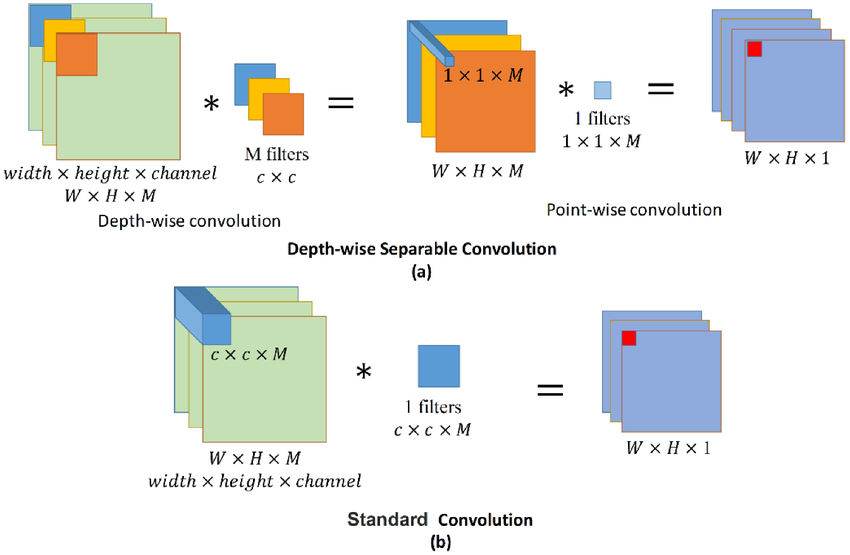 ∗ = 1 × 1 × M ∗ =
M filters
c × c
1 filters
1 × 1 × M
width × height × channel
W × H × M
W × H × M
W × H × 1
Depth-wise convolution
Point-wise convolution
Depth-wise Separable Convolution
(a)
c × c × M
∗ =
1 filters
c × c × M
W × H × M
width × height × channel
W × H × 1
Standard Convolution
(b)